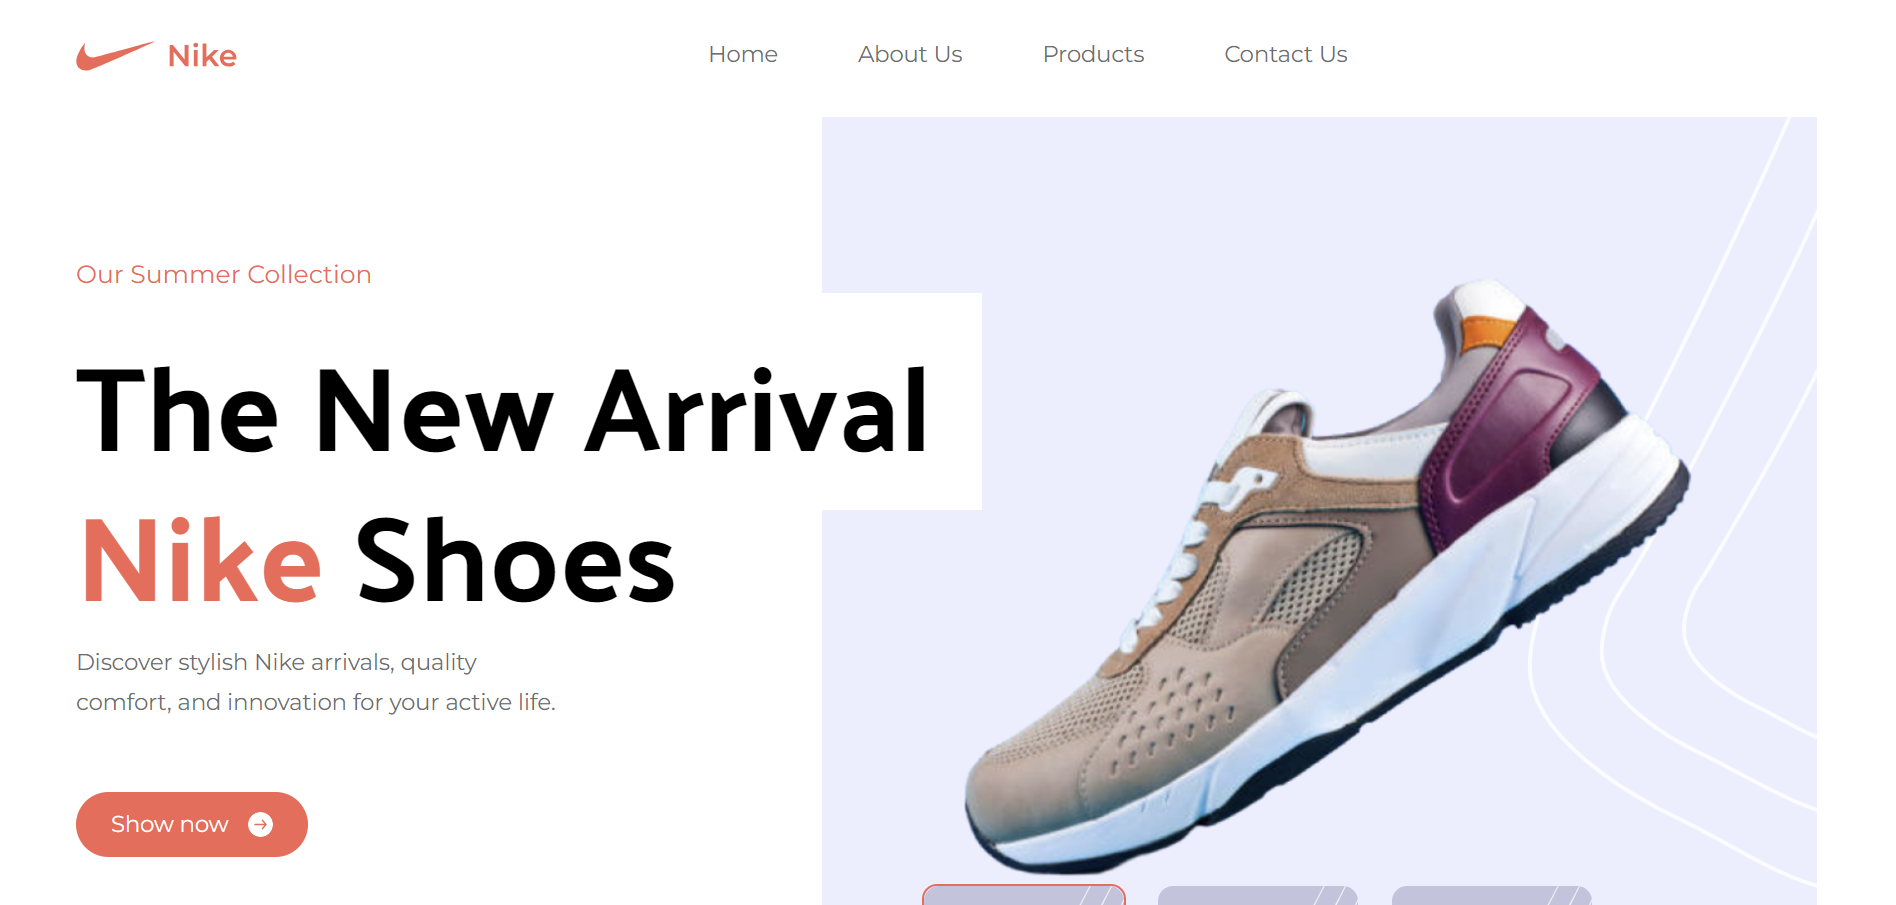 Nike
Home
About Us
Products
Contact Us
Our Summer Collection
The New Arrival
Nike Shoes
Discover stylish Nike arrivals, quality
comfort, and innovation for your active life.
Show now